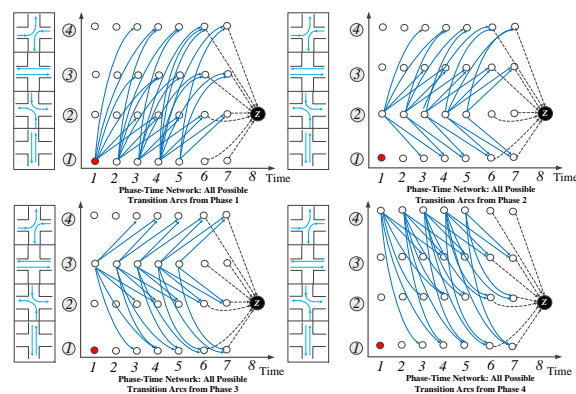 4
3
2
1
Z
1 2 3 4 5 6 7 8 Time
Phase-Time Network: All Possible
Transition Arcs from Phase 1
4
3
2
1
Z
1 2 3 4 5 6 7 8 Time
Phase-Time Network: All Possible
Transition Arcs from Phase 2
4
3
2
1
Z
1 2 3 4 5 6 7 8 Time
Phase-Time Network: All Possible
Transition Arcs from Phase 3
4
3
2
1
Z
1 2 3 4 5 6 7 8 Time
Phase-Time Network: All Possible
Transition Arcs from Phase 4